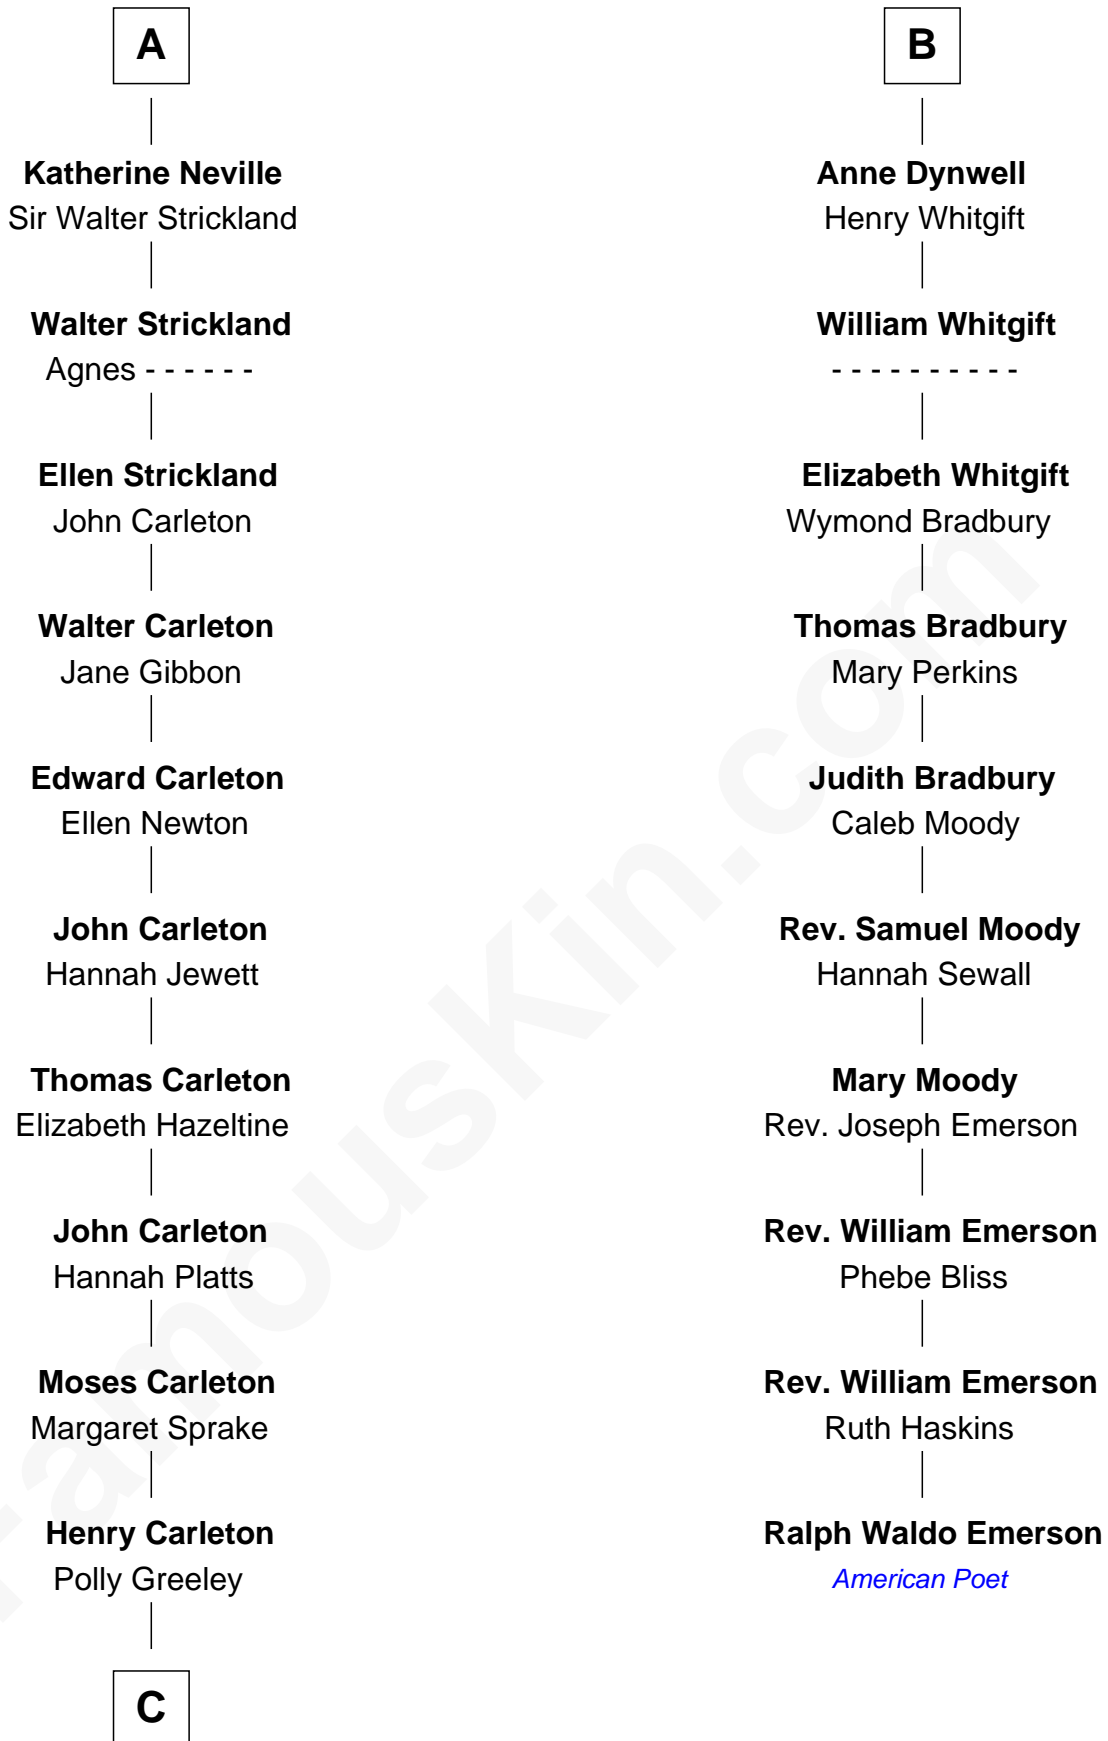 A
Katherine Neville
Sir Walter Strickland
Walter Strickland
Agnes - - - - - -
Ellen Strickland
John Carleton
Walter Carleton
Jane Gibbon
Edward Carleton
Ellen Newton
John Carleton
Hannah Jewett
Thomas Carleton
Elizabeth Hazeltine
John Carleton
Hannah Platts
Moses Carleton
Margaret Sprake
Henry Carleton
Polly Greeley
C
B
Anne Dynwell
Henry Whitgift
William Whitgift
- - - - - - - - - -
Elizabeth Whitgift
Wymond Bradbury
Thomas Bradbury
Mary Perkins
Judith Bradbury
Caleb Moody
Rev. Samuel Moody
Hannah Sewall
Mary Moody
Rev. Joseph Emerson
Rev. William Emerson
Phebe Bliss
Rev. William Emerson
Ruth Haskins
Ralph Waldo Emerson
American Poet
FamousKin.com